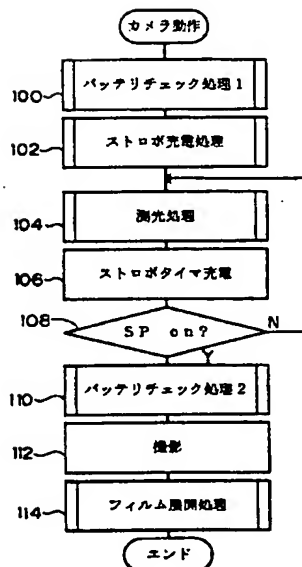 カメラ動作
100 バッテリチェック処理1
102 ストロボ充電処理
104 測光処理
106 ストロボタイマ充電
108 SP on? N
Y
110 バッテリチェック処理2
112 撮影
114 フィルム展開処理
エンド